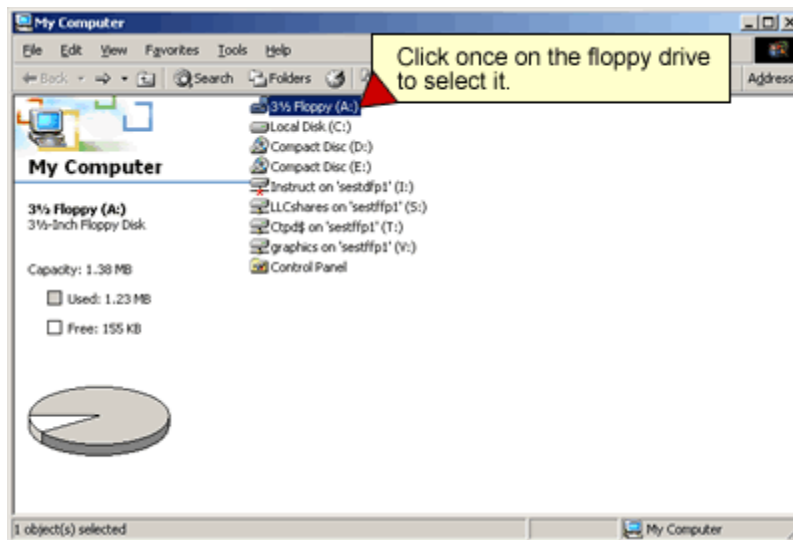 My Computer
File Edit View Favorites Tools Help
Back Search Folders Address
Click once on the floppy drive
to select it.
3½ Floppy (A:)
Local Disk (C:)
Compact Disc (D:)
Compact Disc (E:)
Instruct on 'sestdfp1' (I:)
LLCshares on 'sestffp1' (S:)
Ctpd$ on 'sestffp1' (T:)
graphics on 'sestffp1' (V:)
Control Panel
My Computer
3½ Floppy (A:)
3½-Inch Floppy Disk
Capacity: 1.38 MB
Used: 1.23 MB
Free: 155 KB
1 object(s) selected
My Computer